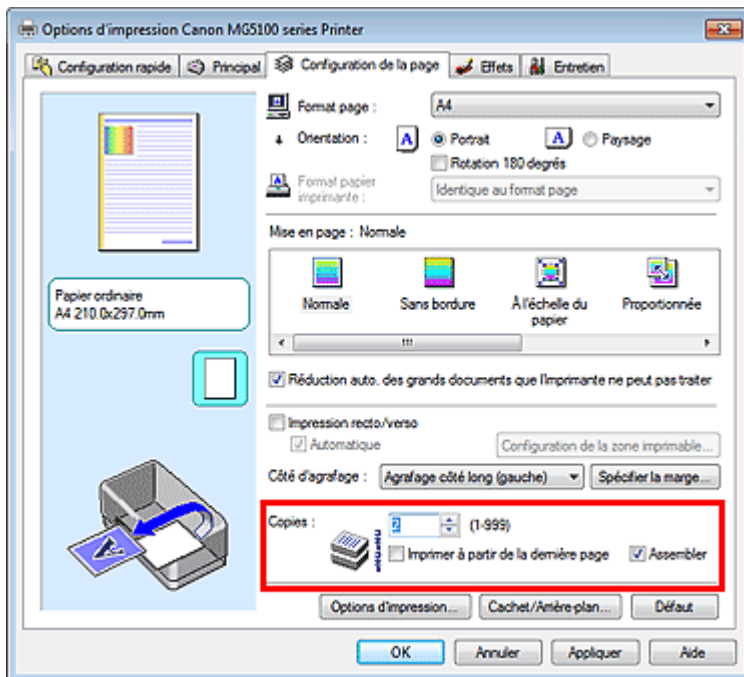 Options d'impression Canon MG5100 series Printer
Configuration rapide Principal Configuration de la page Effets Entretien
Format page : A4
Orientation : A Portrait A Paysage
Rotation 180 degrés
Format papier imprimante : Identique au format page
Mise en page : Normale
Normale Sans bordure À l'échelle du papier Proportionnée
Papier ordinaire
A4 210.0x297.0mm
Réduction auto. des grands documents que l'imprimante ne peut pas traiter
Impression recto/verso
Automatique Configuration de la zone imprimable...
Côté d'agrafage : Agrafage côté long (gauche) Spécifier la marge...
Copies : 2 (1-999)
Imprimer à partir de la dernière page Assembler
Options d'impression... Cachet/Arrière-plan... Défaut
OK Annuler Appliquer Aide